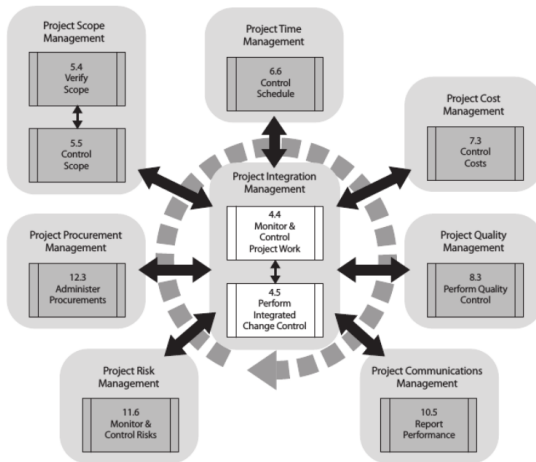 Project Scope
Management
5.4
Verify
Scope
5.5
Control
Scope
Project Time
Management
6.6
Control
Schedule
Project Cost
Management
7.3
Control
Costs
Project Integration
Management
4.4
Monitor &
Control
Project Work
4.5
Perform
Integrated
Change Control
Project Procurement
Management
12.3
Administer
Procurements
Project Quality
Management
8.3
Perform Quality
Control
Project Risk
Management
11.6
Monitor &
Control Risks
Project Communications
Management
10.5
Report
Performance